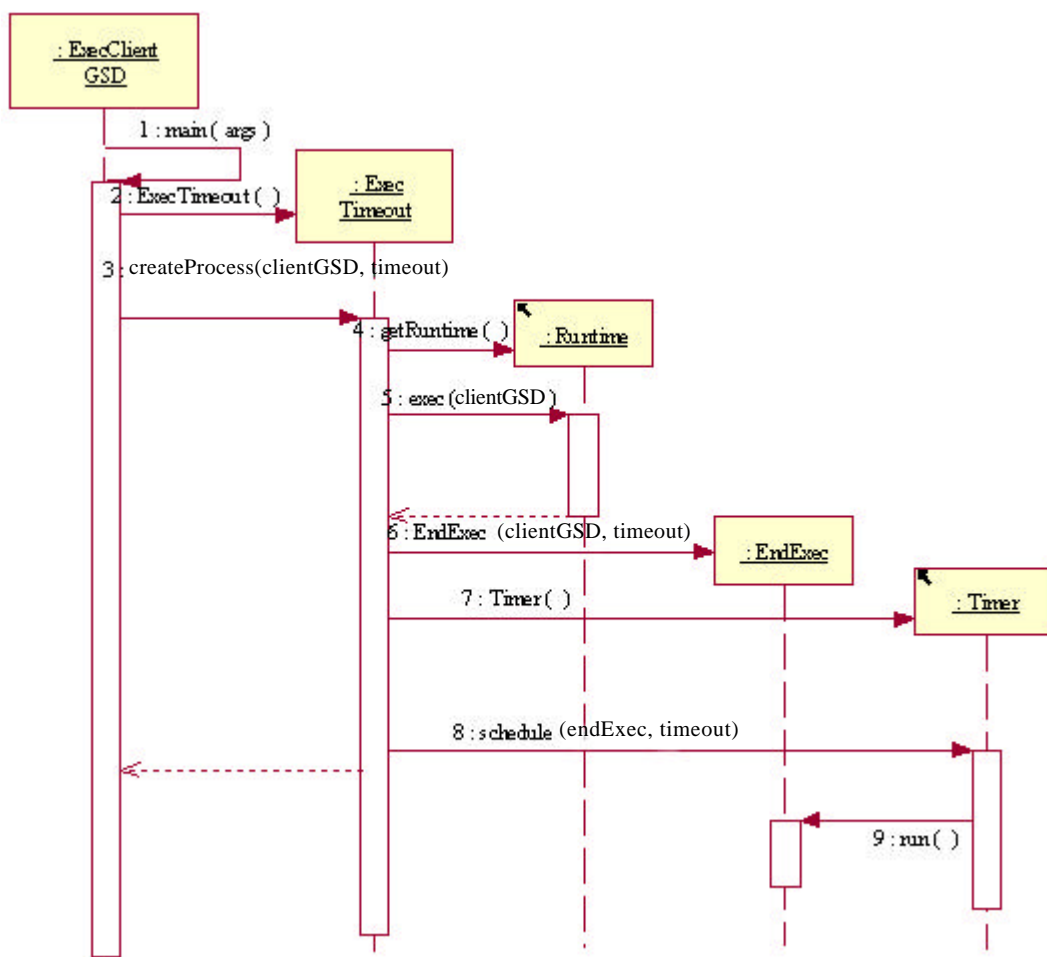 : ExecClient
GSD
1 : main( args )
2 : ExecTimeout( )
: Exec
Timeout
3 : createProcess(clientGSD, timeout)
4 : getRuntime( )
: Runtime
5 : exec (clientGSD)
6 : EndExec (clientGSD, timeout)
: EndExec
7 : Timer( )
: Timer
8 : schedule (endExec, timeout)
9 : run( )